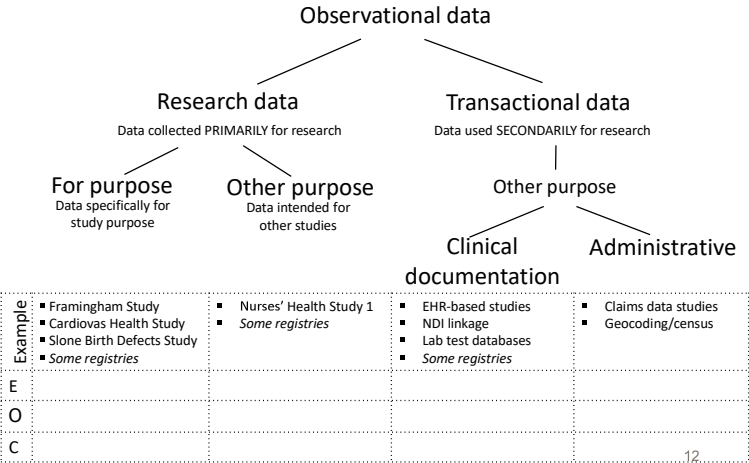 Observational data
Research data
Data collected PRIMARILY for research
Transactional data
Data used SECONDARILY for research
For purpose
Data specifically for
study purpose
Other purpose
Data intended for
other studies
Other purpose
Clinical
documentation
Administrative
Example
▪ Framingham Study
▪ Cardiovas Health Study
▪ Slone Birth Defects Study
▪ Some registries
▪ Nurses' Health Study 1
▪ Some registries
▪ EHR-based studies
▪ NDI linkage
▪ Lab test databases
▪ Some registries
▪ Claims data studies
▪ Geocoding/census
E
O
C
12